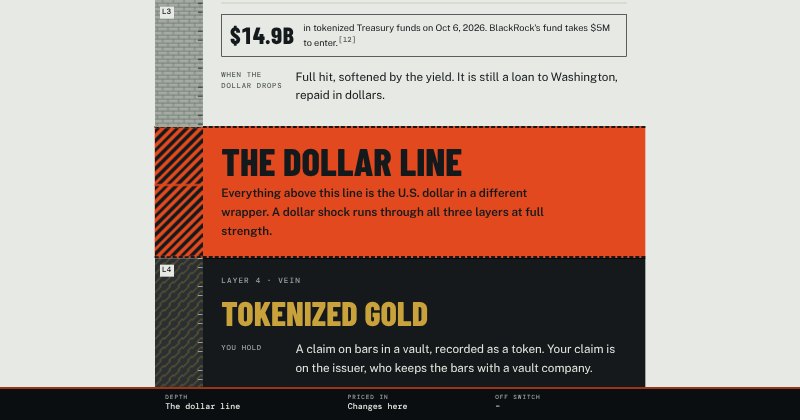 L3
$14.9B
in tokenized Treasury funds on Oct 6, 2026. BlackRock's fund takes $5M
to enter.[12]
WHEN THE
DOLLAR DROPS
Full hit, softened by the yield. It is still a loan to Washington,
repaid in dollars.
THE DOLLAR LINE
Everything above this line is the U.S. dollar in a different
wrapper. A dollar shock runs through all three layers at full
strength.
L4
LAYER 4 · VEIN
TOKENIZED GOLD
YOU HOLD
A claim on bars in a vault, recorded as a token. Your claim is
on the issuer, who keeps the bars with a vault company.
DEPTH
The dollar line
PRICED IN
Changes here
OFF SWITCH
–